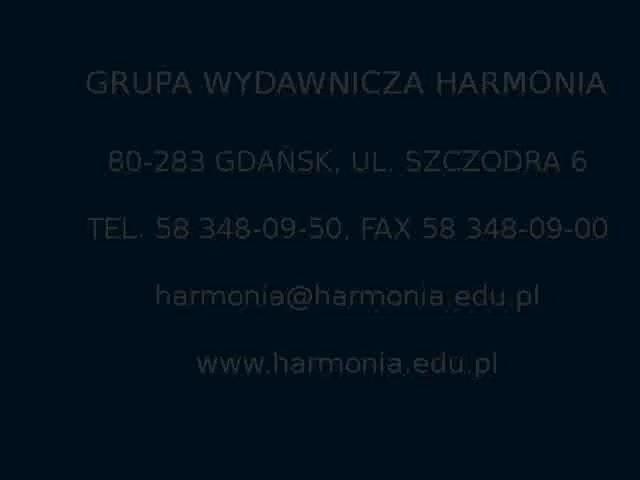 GRUPA WYDAWNICZA HARMONIA
80-283 GDAŃSK, UL. SZCZODRA 6
TEL. 58 348-09-50, FAX 58 348-09-00
harmonia@harmonia.edu.pl
www.harmonia.edu.pl